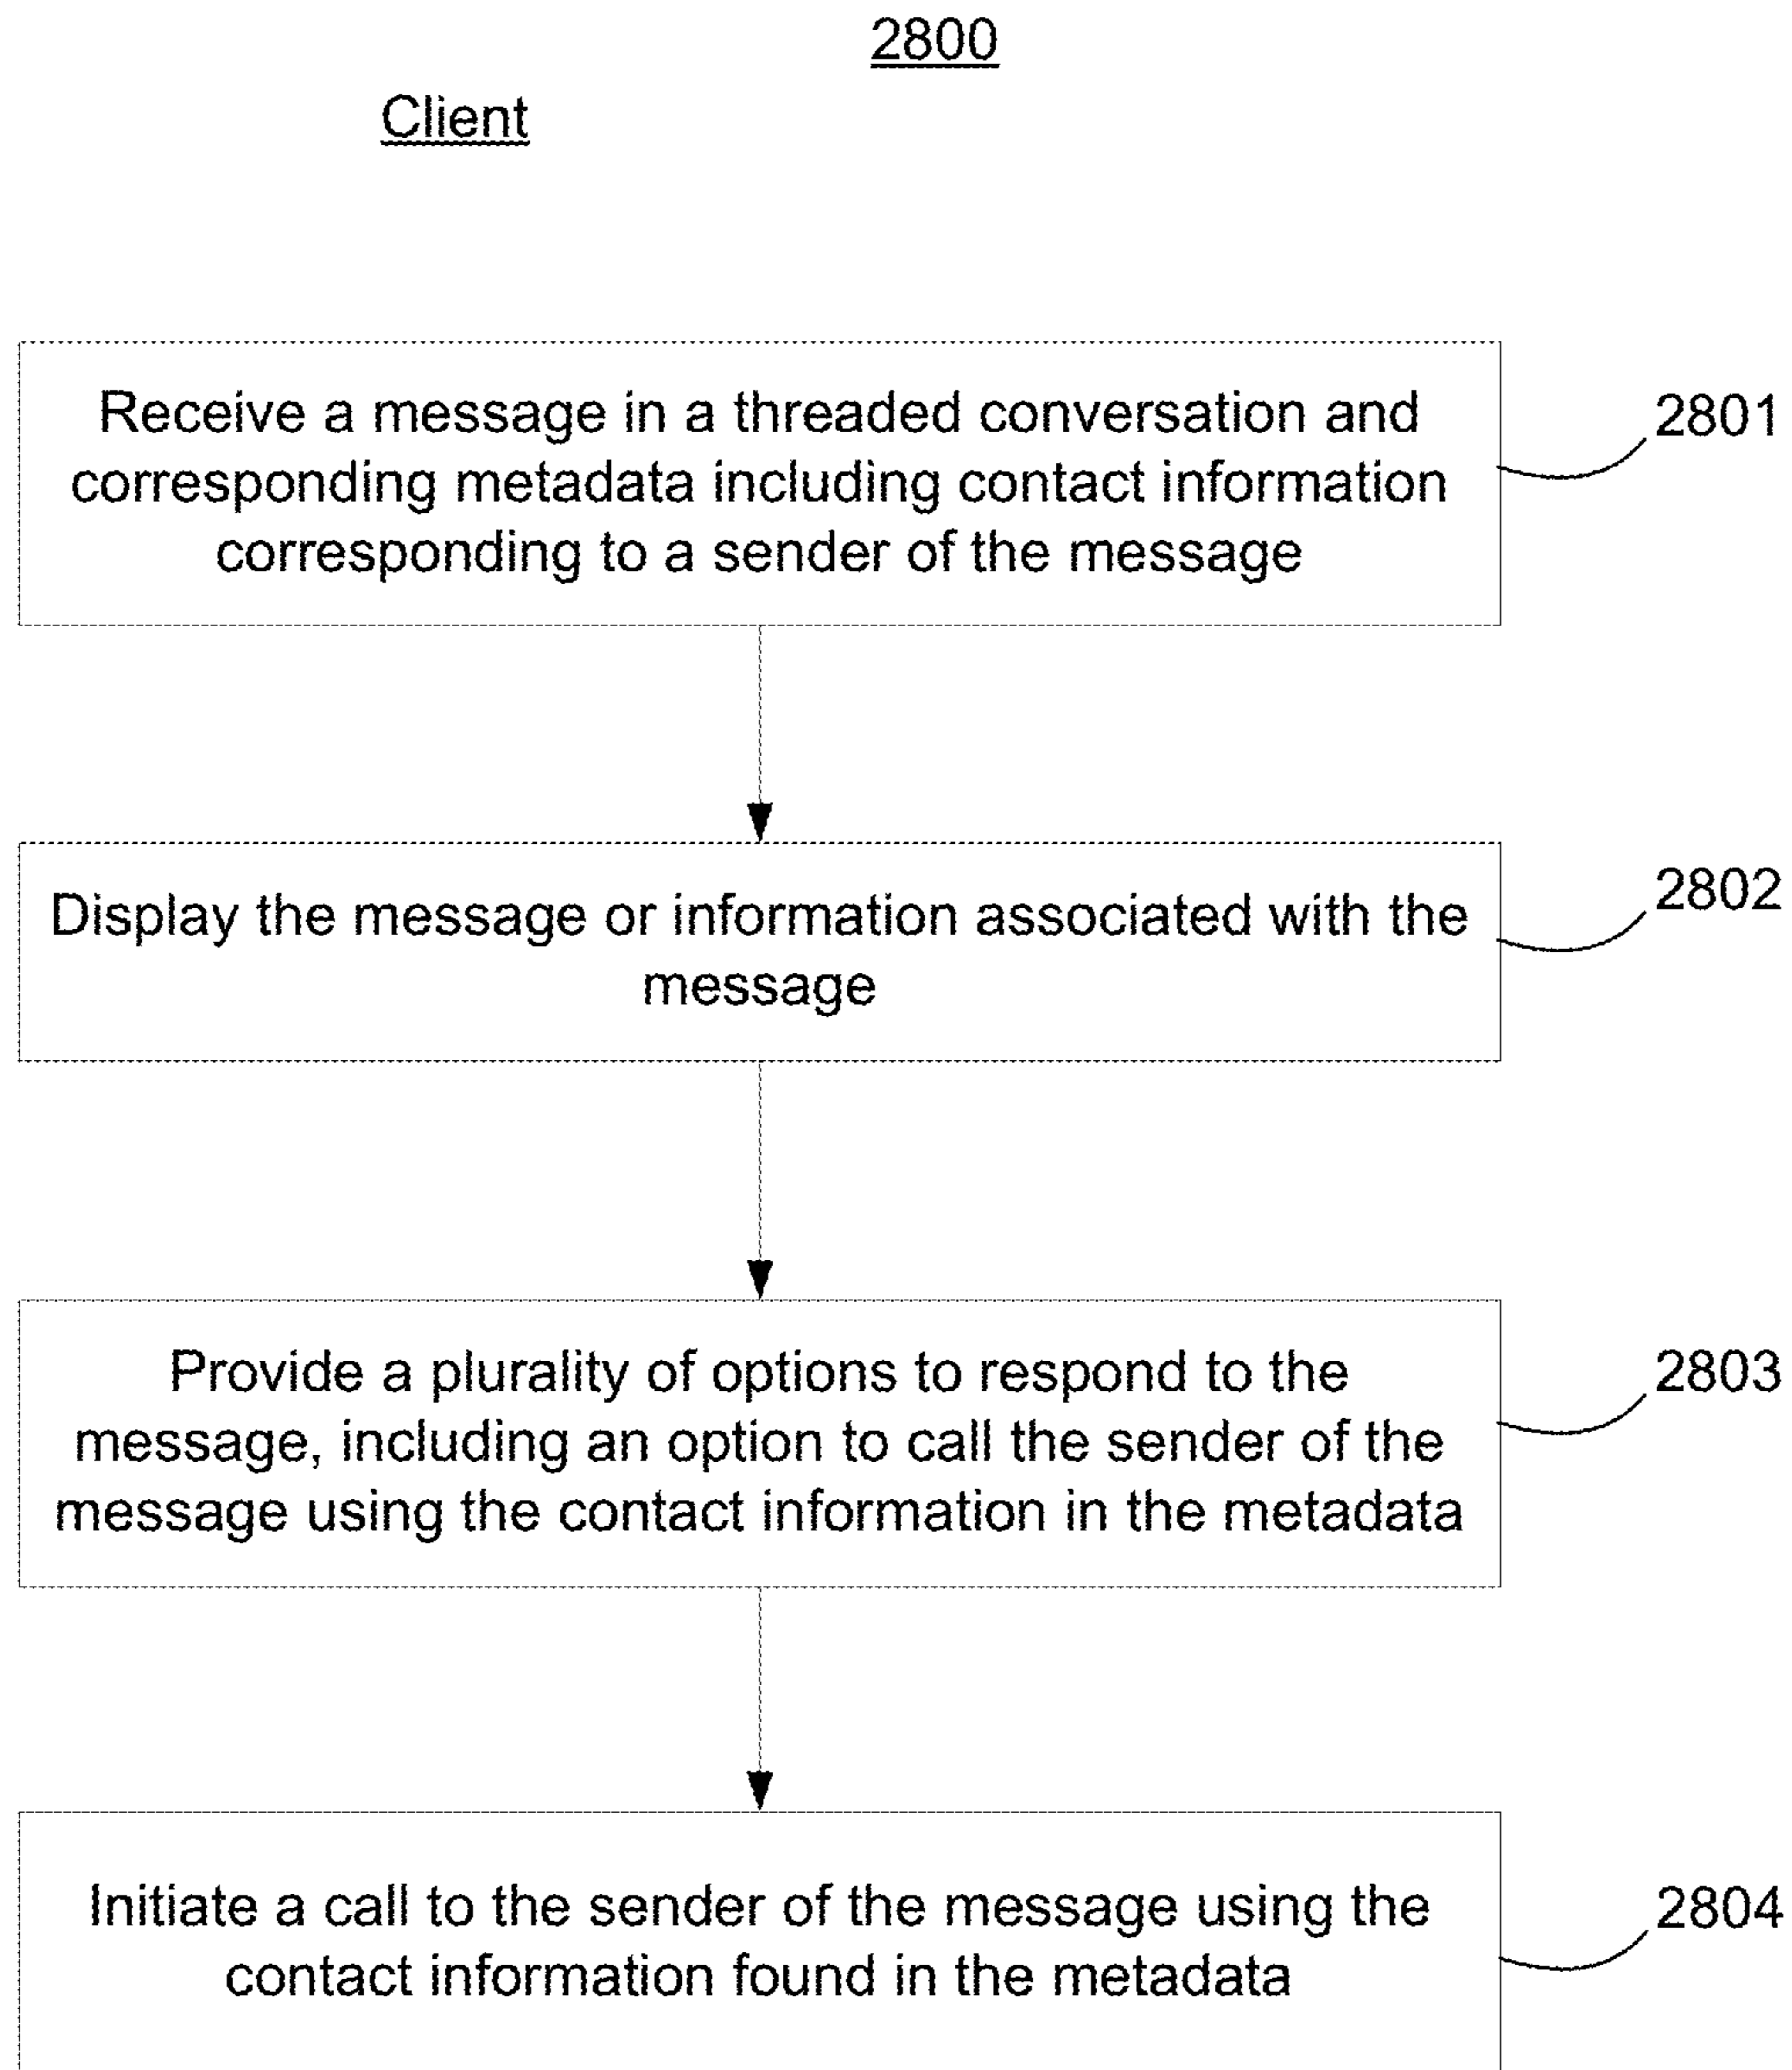 2800
Client
Receive a message in a threaded conversation and
corresponding metadata including contact information
corresponding to a sender of the message
2801
Display the message or information associated with the
message
2802
Provide a plurality of options to respond to the
message, including an option to call the sender of the
message using the contact information in the metadata
2803
Initiate a call to the sender of the message using the
contact information found in the metadata
2804